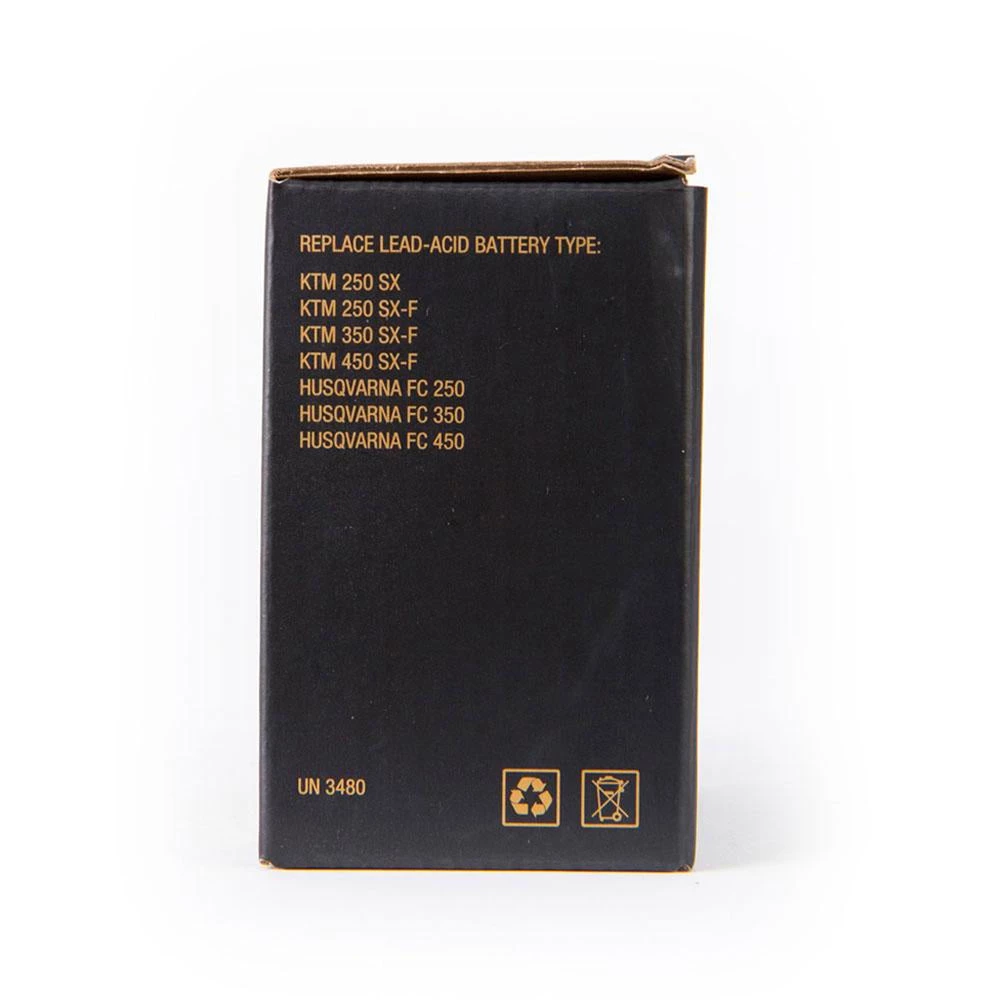 REPLACE LEAD-ACID BATTERY TYPE:
KTM 250 SX
KTM 250 SX-F
KTM 350 SX-F
KTM 450 SX-F
HUSQVARNA FC 250
HUSQVARNA FC 350
HUSQVARNA FC 450
UN 3480